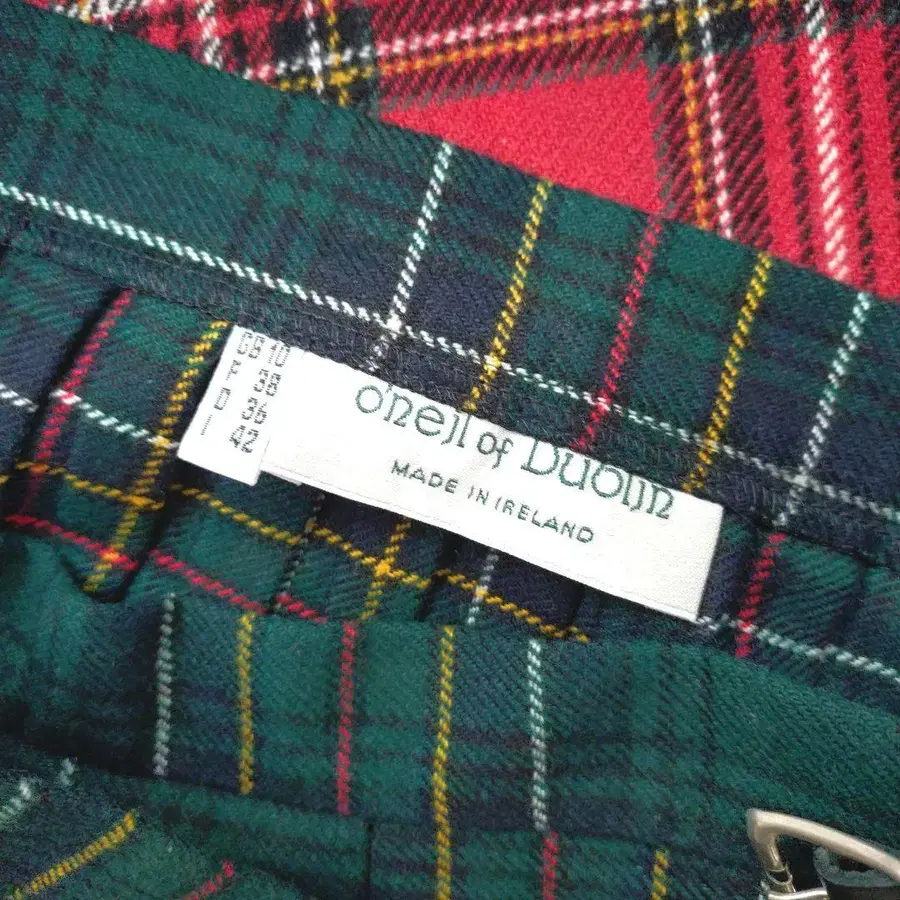 GB 10
F 38
D 36
I 42
O'Neil of Dublin
MADE IN IRELAND